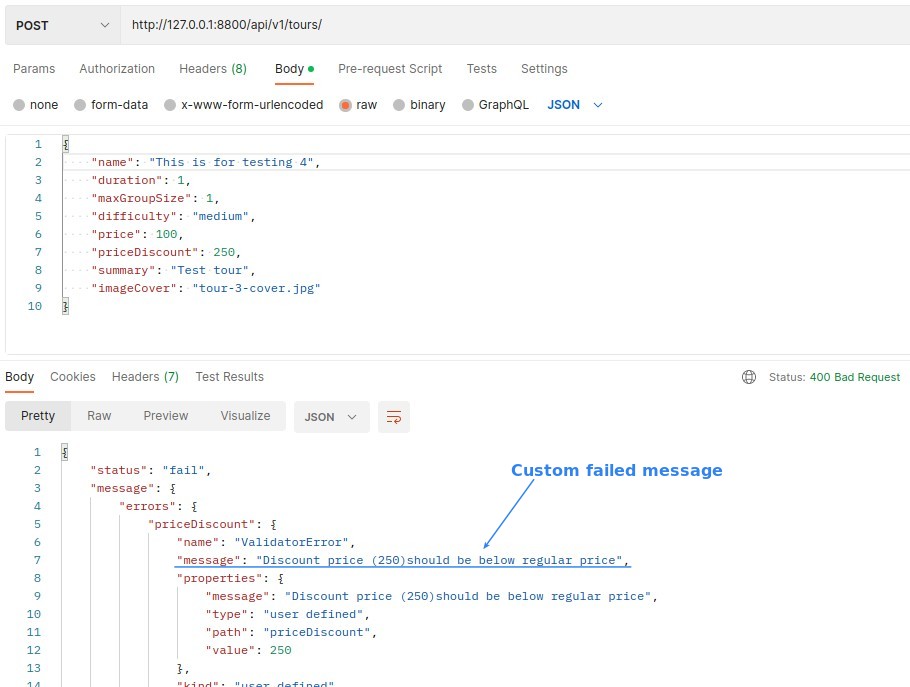 POST http://127.0.0.1:8800/api/v1/tours/
Params Authorization Headers (8) Body Pre-request Script Tests Settings
none form-data x-www-form-urlencoded raw binary GraphQL JSON
1 {
2 "name": "This is for testing 4",
3 "duration": 1,
4 "maxGroupSize": 1,
5 "difficulty": "medium",
6 "price": 100,
7 "priceDiscount": 250,
8 "summary": "Test tour",
9 "imageCover": "tour-3-cover.jpg"
10 }
Body Cookies Headers (7) Test Results Status: 400 Bad Request
Pretty Raw Preview Visualize JSON
1 {
2 "status": "fail",
3 "message": {
4 "errors": {
5 "priceDiscount": {
6 "name": "ValidatorError",
7 "message": "Discount price (250)should be below regular price",
8 "properties": {
9 "message": "Discount price (250)should be below regular price",
10 "type": "user defined",
11 "path": "priceDiscount",
12 "value": 250
13 },
14 "kind": "user defined",
Custom failed message